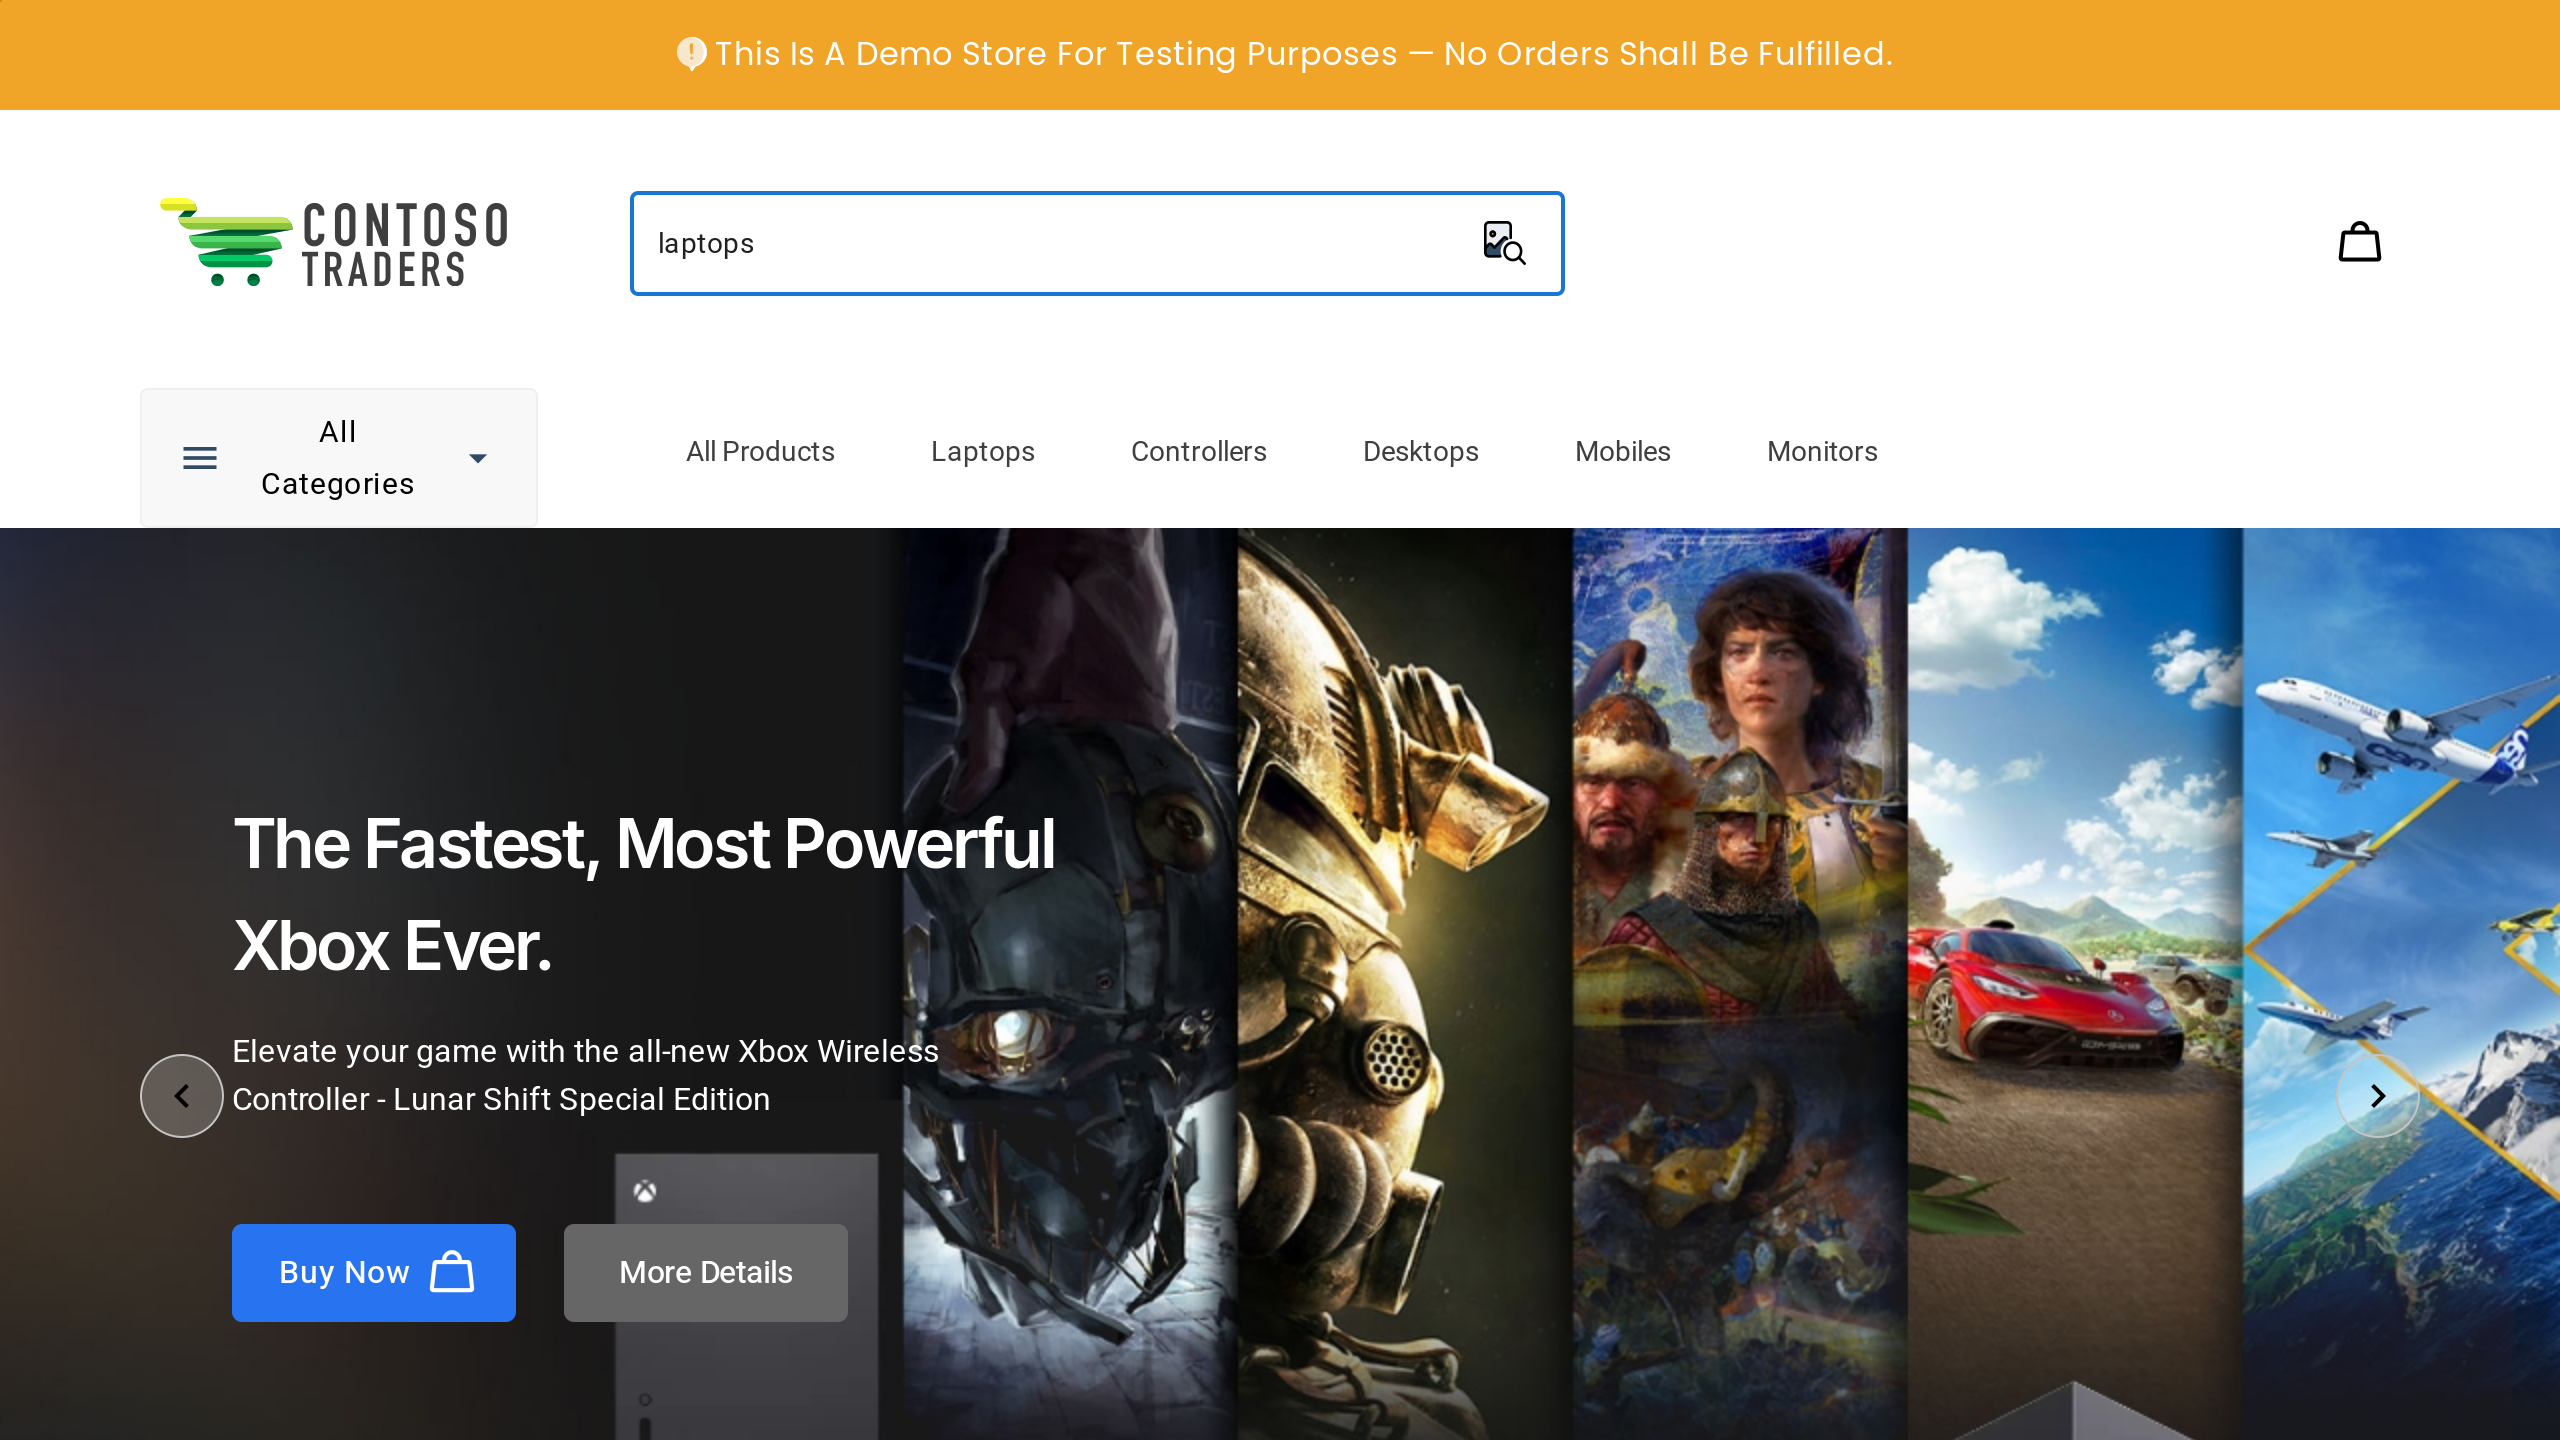 This Is A Demo Store For Testing Purposes — No Orders Shall Be Fulfilled.
CONTOSO
TRADERS
laptops
All
Categories
All Products
Laptops
Controllers
Desktops
Mobiles
Monitors
The Fastest, Most Powerful
Xbox Ever.
Elevate your game with the all-new Xbox Wireless
Controller - Lunar Shift Special Edition
Buy Now
More Details